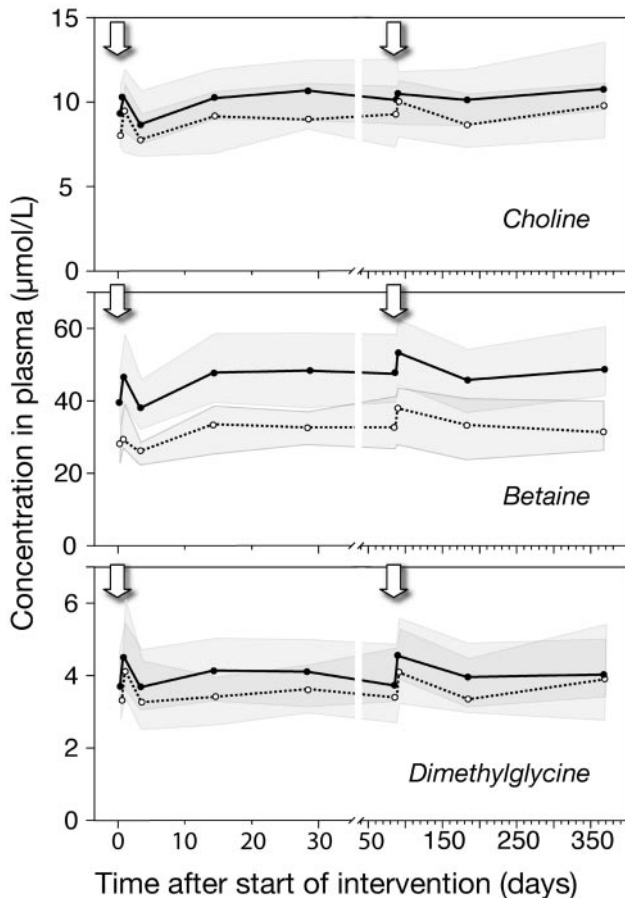 Concentration in plasma (μmol/L)
15
10
5
0
Choline
60
40
20
0
Betaine
6
4
2
0
Dimethylglycine
0 10 20 30 50 150 250 350
Time after start of intervention (days)